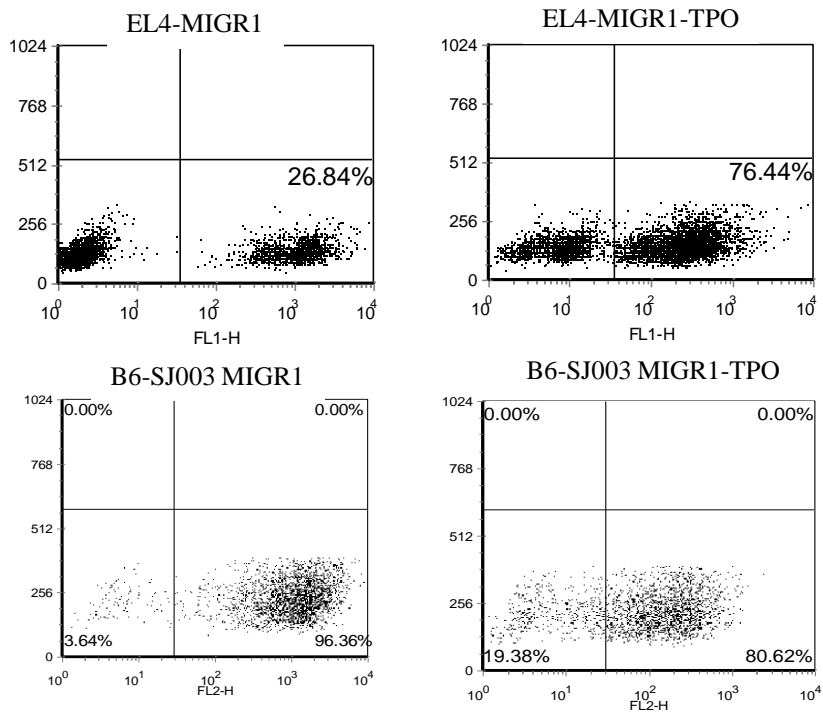 EL4-MIGR1
1024
768
512
256
0
26.84%
10^0 10^1 10^2 10^3 10^4
FL1-H
EL4-MIGR1-TPO
1024
768
512
256
0
76.44%
10^0 10^1 10^2 10^3 10^4
FL1-H
B6-SJ003 MIGR1
1024
768
512
256
0
0.00% 0.00%
3.64% 96.36%
10^0 10^1 10^2 10^3 10^4
FL2-H
B6-SJ003 MIGR1-TPO
1024
768
512
256
0
0.00% 0.00%
19.38% 80.62%
10^0 10^1 10^2 10^3 10^4
FL2-H